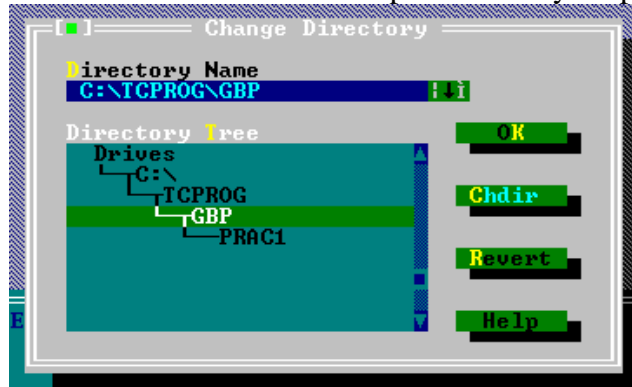 Change Directory
Directory Name
C:\TCPROG\GBP
Directory Tree
OK
Drives
C:\
TCPROG
Chdir
GBP
PRAC1
Revert
Help
E